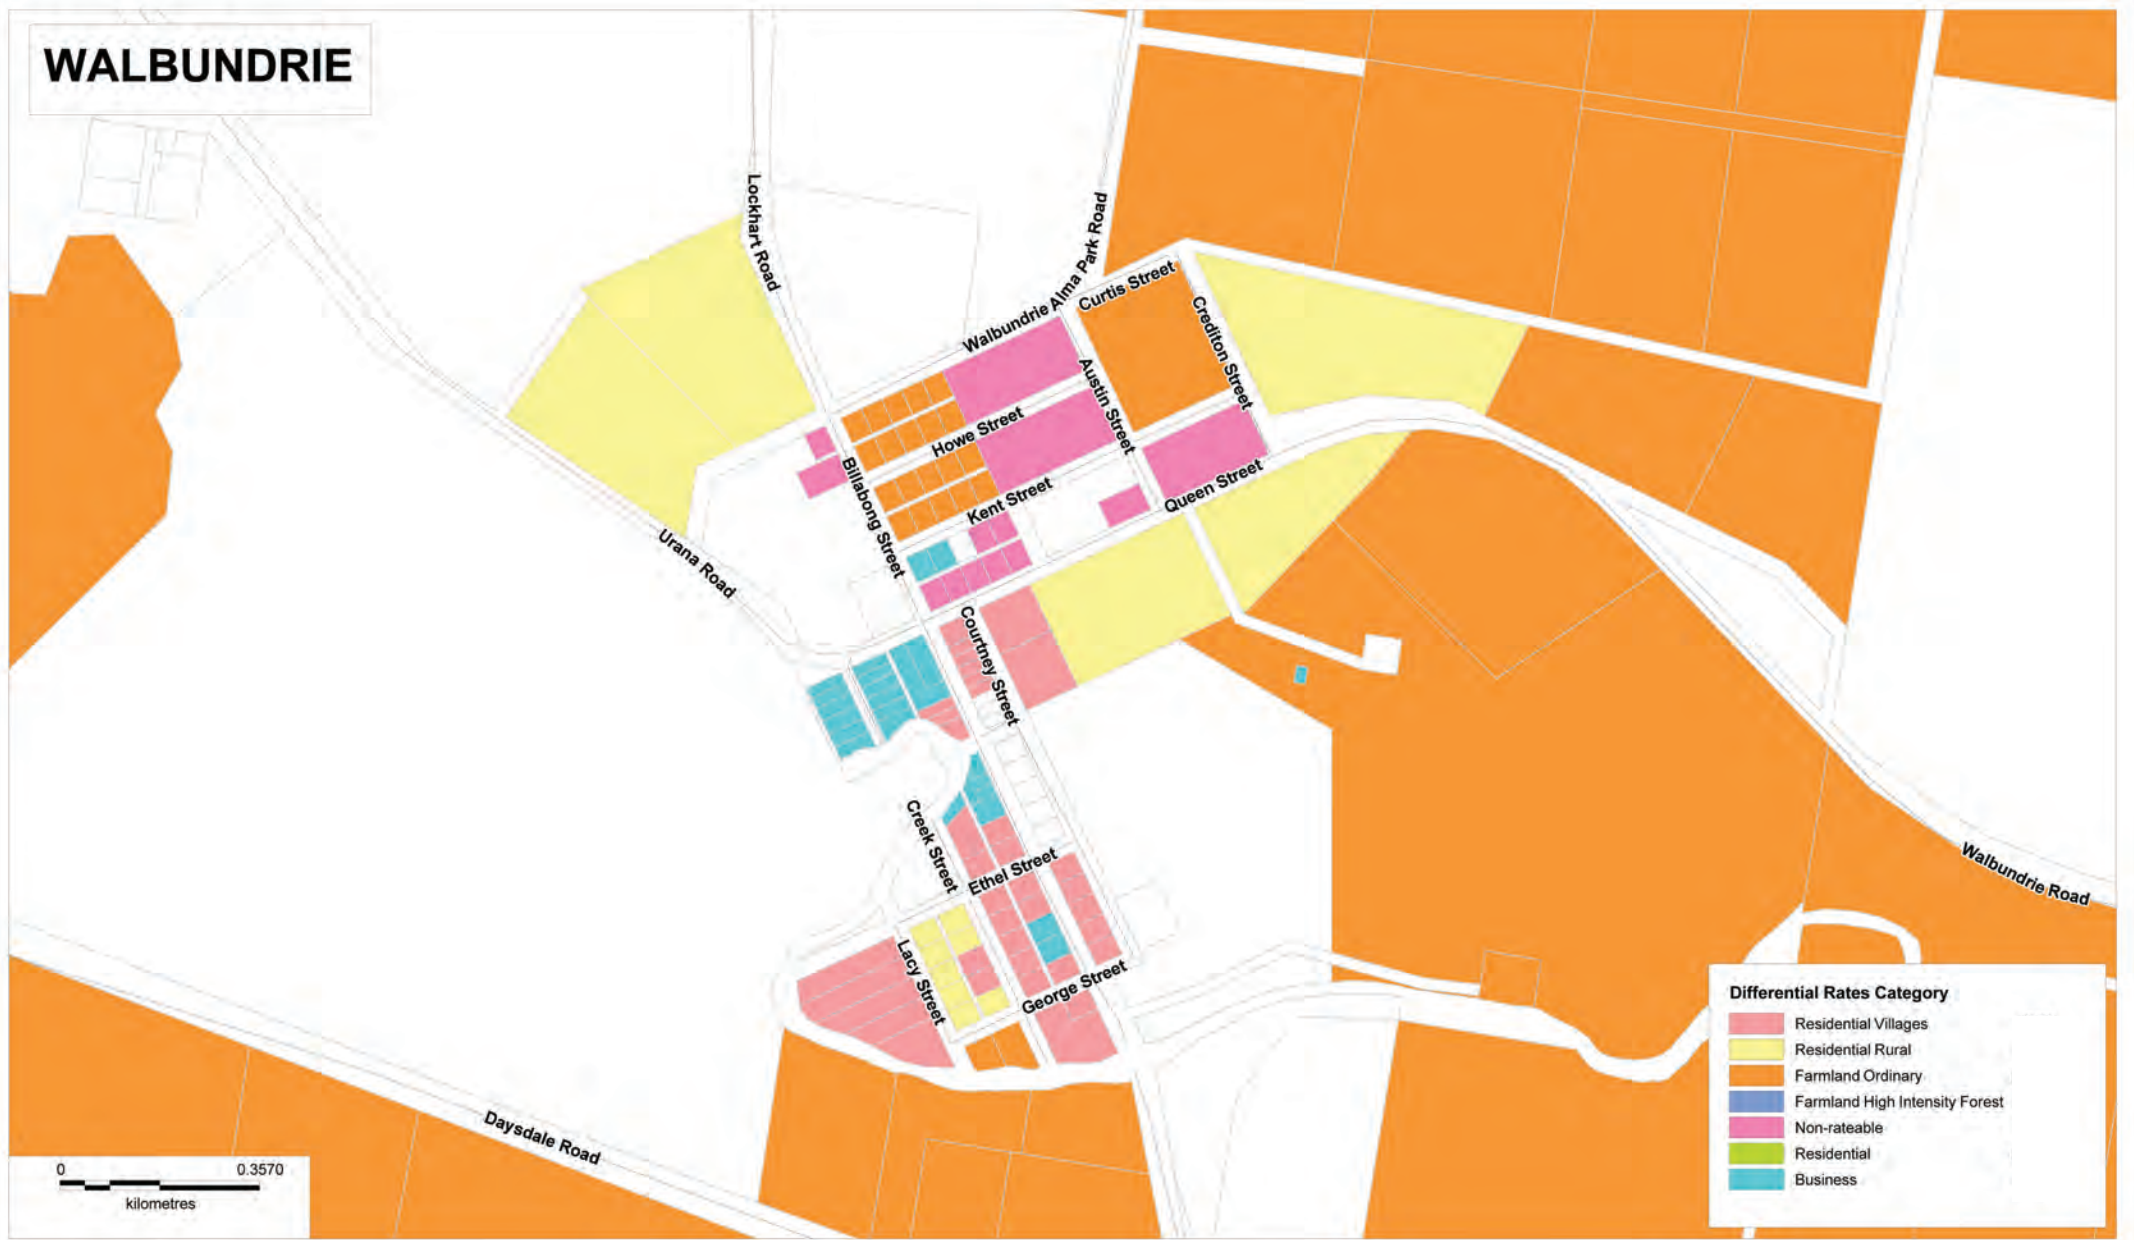 WALBUNDRIE
Lockhart Road
Walbundrie Alma Park Road
Curtis Street
Crediton Street
Austin Street
Howe Street
Billabong Street
Kent Street
Queen Street
Urana Road
Courtney Street
Creek Street
Ethel Street
Lacy Street
George Street
Walbundrie Road
Daysdale Road
0 0.3570
kilometres
Differential Rates Category
Residential Villages
Residential Rural
Farmland Ordinary
Farmland High Intensity Forest
Non-rateable
Residential
Business